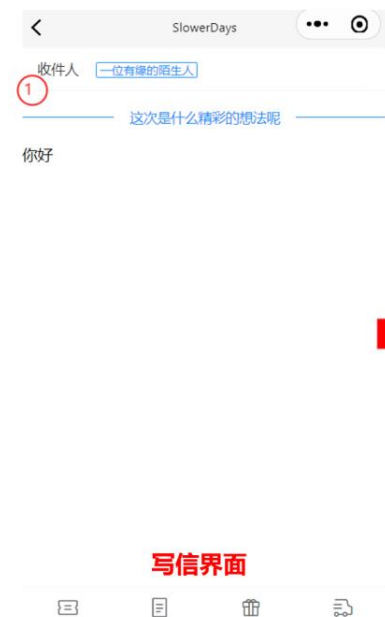 SlowerDays
收件人 一位有缘的陌生人
1
这次是什么精彩的想法呢
你好
写信界面